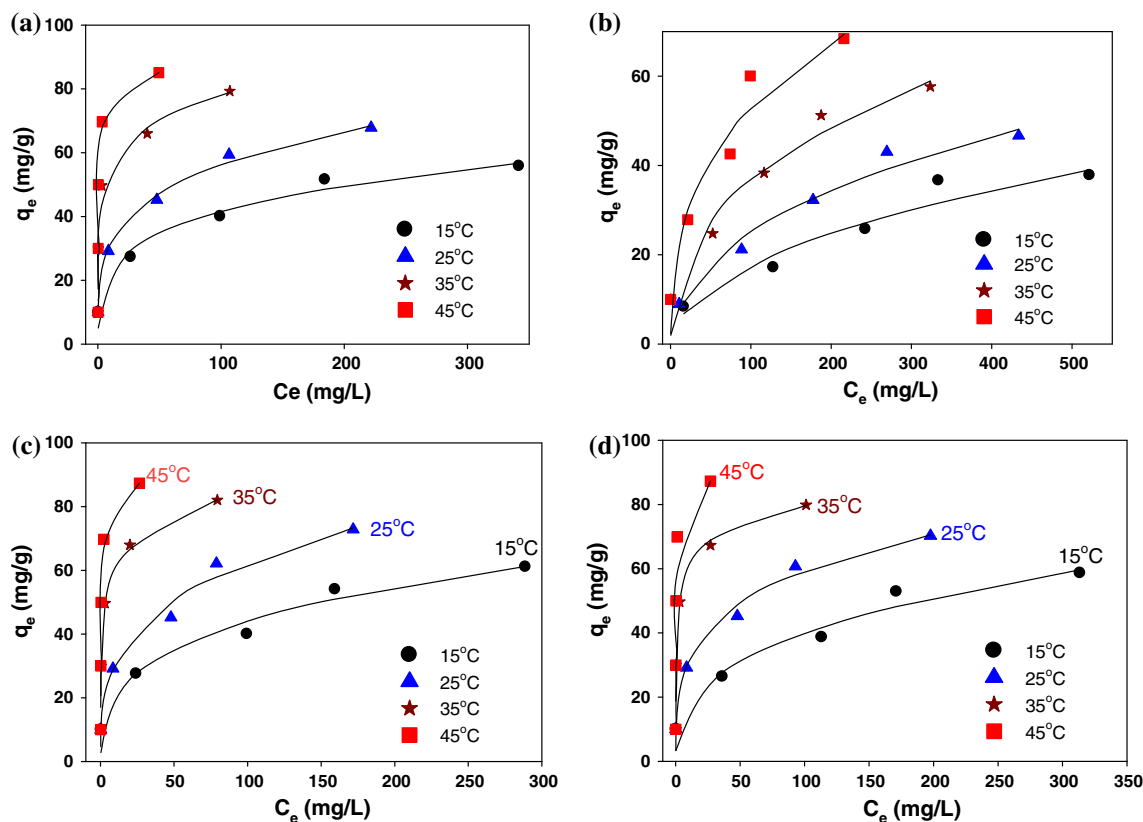 (a)
100
80
60
40
20
0
qe (mg/g)
15°C
25°C
35°C
45°C
0 100 200 300
Ce (mg/L)
(b)
60
40
20
0
qe (mg/g)
15°C
25°C
35°C
45°C
0 100 200 300 400 500
Ce (mg/L)
(c)
100
80
60
40
20
0
qe (mg/g)
45°C
35°C
25°C
15°C
15°C
25°C
35°C
45°C
0 50 100 150 200 250 300
Ce (mg/L)
(d)
100
80
60
40
20
0
qe (mg/g)
45°C
35°C
25°C
15°C
15°C
25°C
35°C
45°C
0 50 100 150 200 250 300 350
Ce (mg/L)